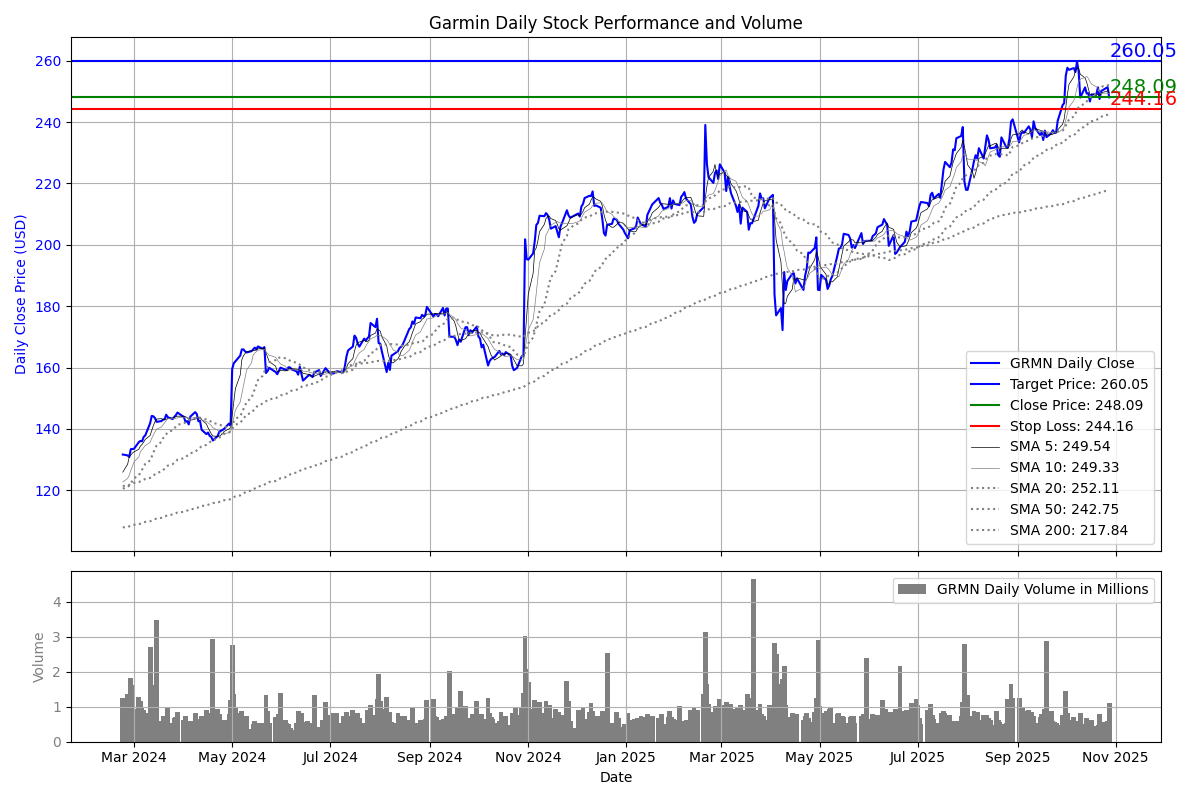 Garmin Daily Stock Performance and Volume
Daily Close Price (USD)
260
240
220
200
180
160
140
120
260.05
248.09
244.16
GRMN Daily Close
Target Price: 260.05
Close Price: 248.09
Stop Loss: 244.16
SMA 5: 249.54
SMA 10: 249.33
SMA 20: 252.11
SMA 50: 242.75
SMA 200: 217.84
Volume
4
3
2
1
0
GRMN Daily Volume in Millions
Mar 2024 May 2024 Jul 2024 Sep 2024 Nov 2024 Jan 2025 Mar 2025 May 2025 Jul 2025 Sep 2025 Nov 2025
Date